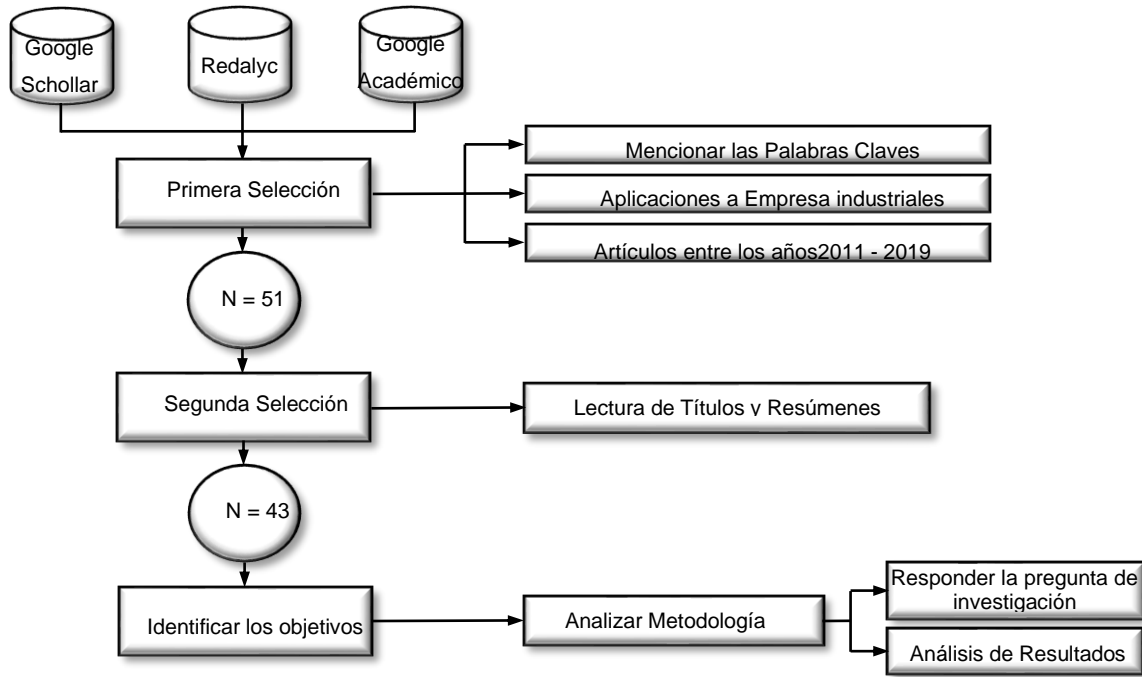 Google
Schollar
Redalyc
Google
Académico
Primera Selección
Mencionar las Palabras Claves
Aplicaciones a Empresa industriales
Artículos entre los años2011 - 2019
N = 51
Segunda Selección
Lectura de Títulos y Resúmenes
N = 43
Identificar los objetivos
Analizar Metodología
Responder la pregunta de
investigación
Análisis de Resultados